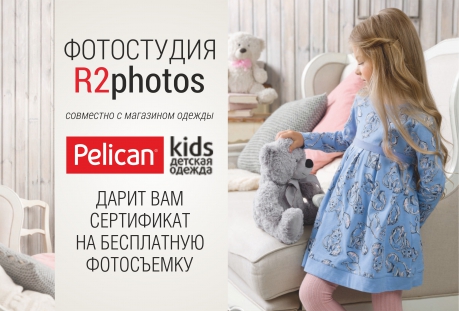 ФОТОСТУДИЯ
R2photos
совместно с магазином одежды
Pelican®
kids
детская
одежда
ДАРИТ ВАМ
СЕРТИФИКАТ
НА БЕСПЛАТНУЮ
ФОТОСЪЕМКУ